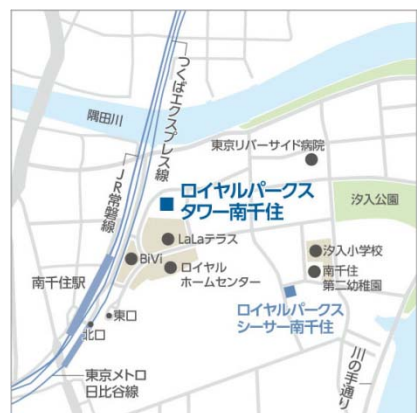 つくばエクスプレス線
隅田川
JR常磐線
東京リバーサイド病院
ロイヤルパークス
タワー南千住
汐入公園
LaLaテラス
汐入小学校
BiVi
ロイヤル
ホームセンター
南千住
第二幼稚園
南千住駅
ロイヤルパークス
シーサー南千住
東口
北口
東京メトロ
日比谷線
川の手通り